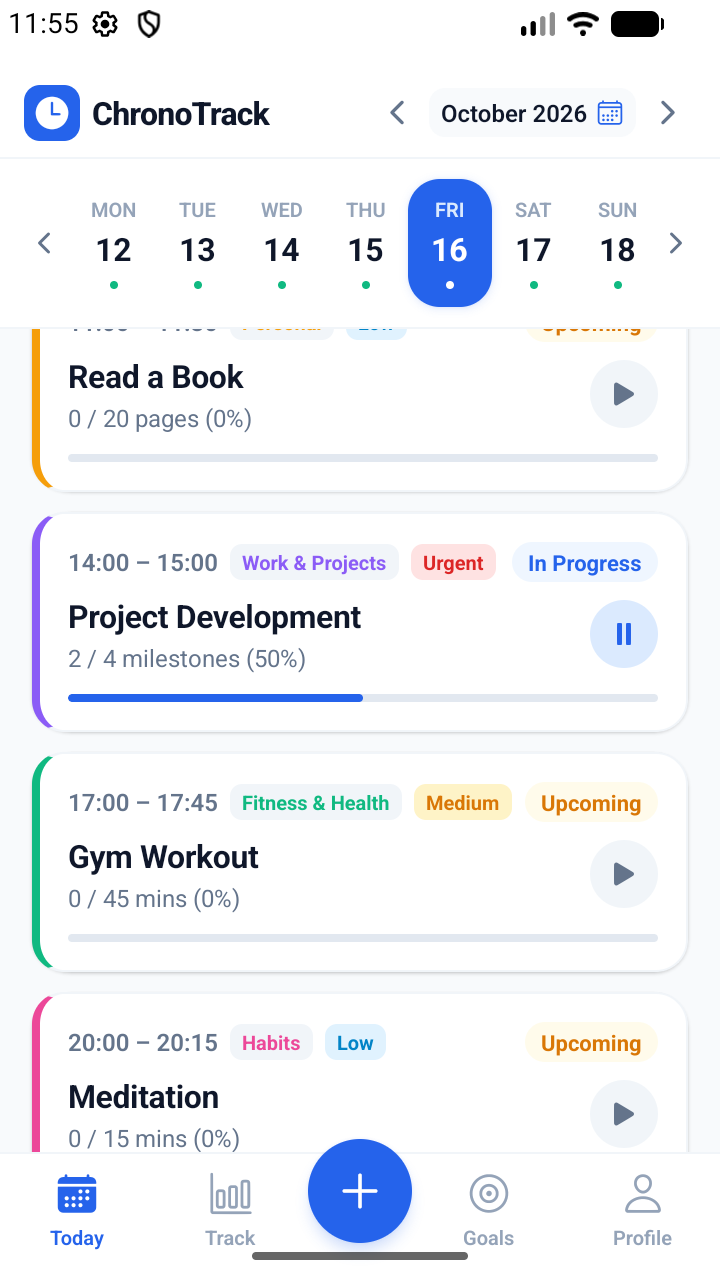 11:55
ChronoTrack
October 2026
MON TUE WED THU FRI SAT SUN
12 13 14 15 16 17 18
Upcoming
Read a Book
0 / 20 pages (0%)
14:00 – 15:00 Work & Projects Urgent In Progress
Project Development
2 / 4 milestones (50%)
17:00 – 17:45 Fitness & Health Medium Upcoming
Gym Workout
0 / 45 mins (0%)
20:00 – 20:15 Habits Low Upcoming
Meditation
0 / 15 mins (0%)
Today Track Goals Profile